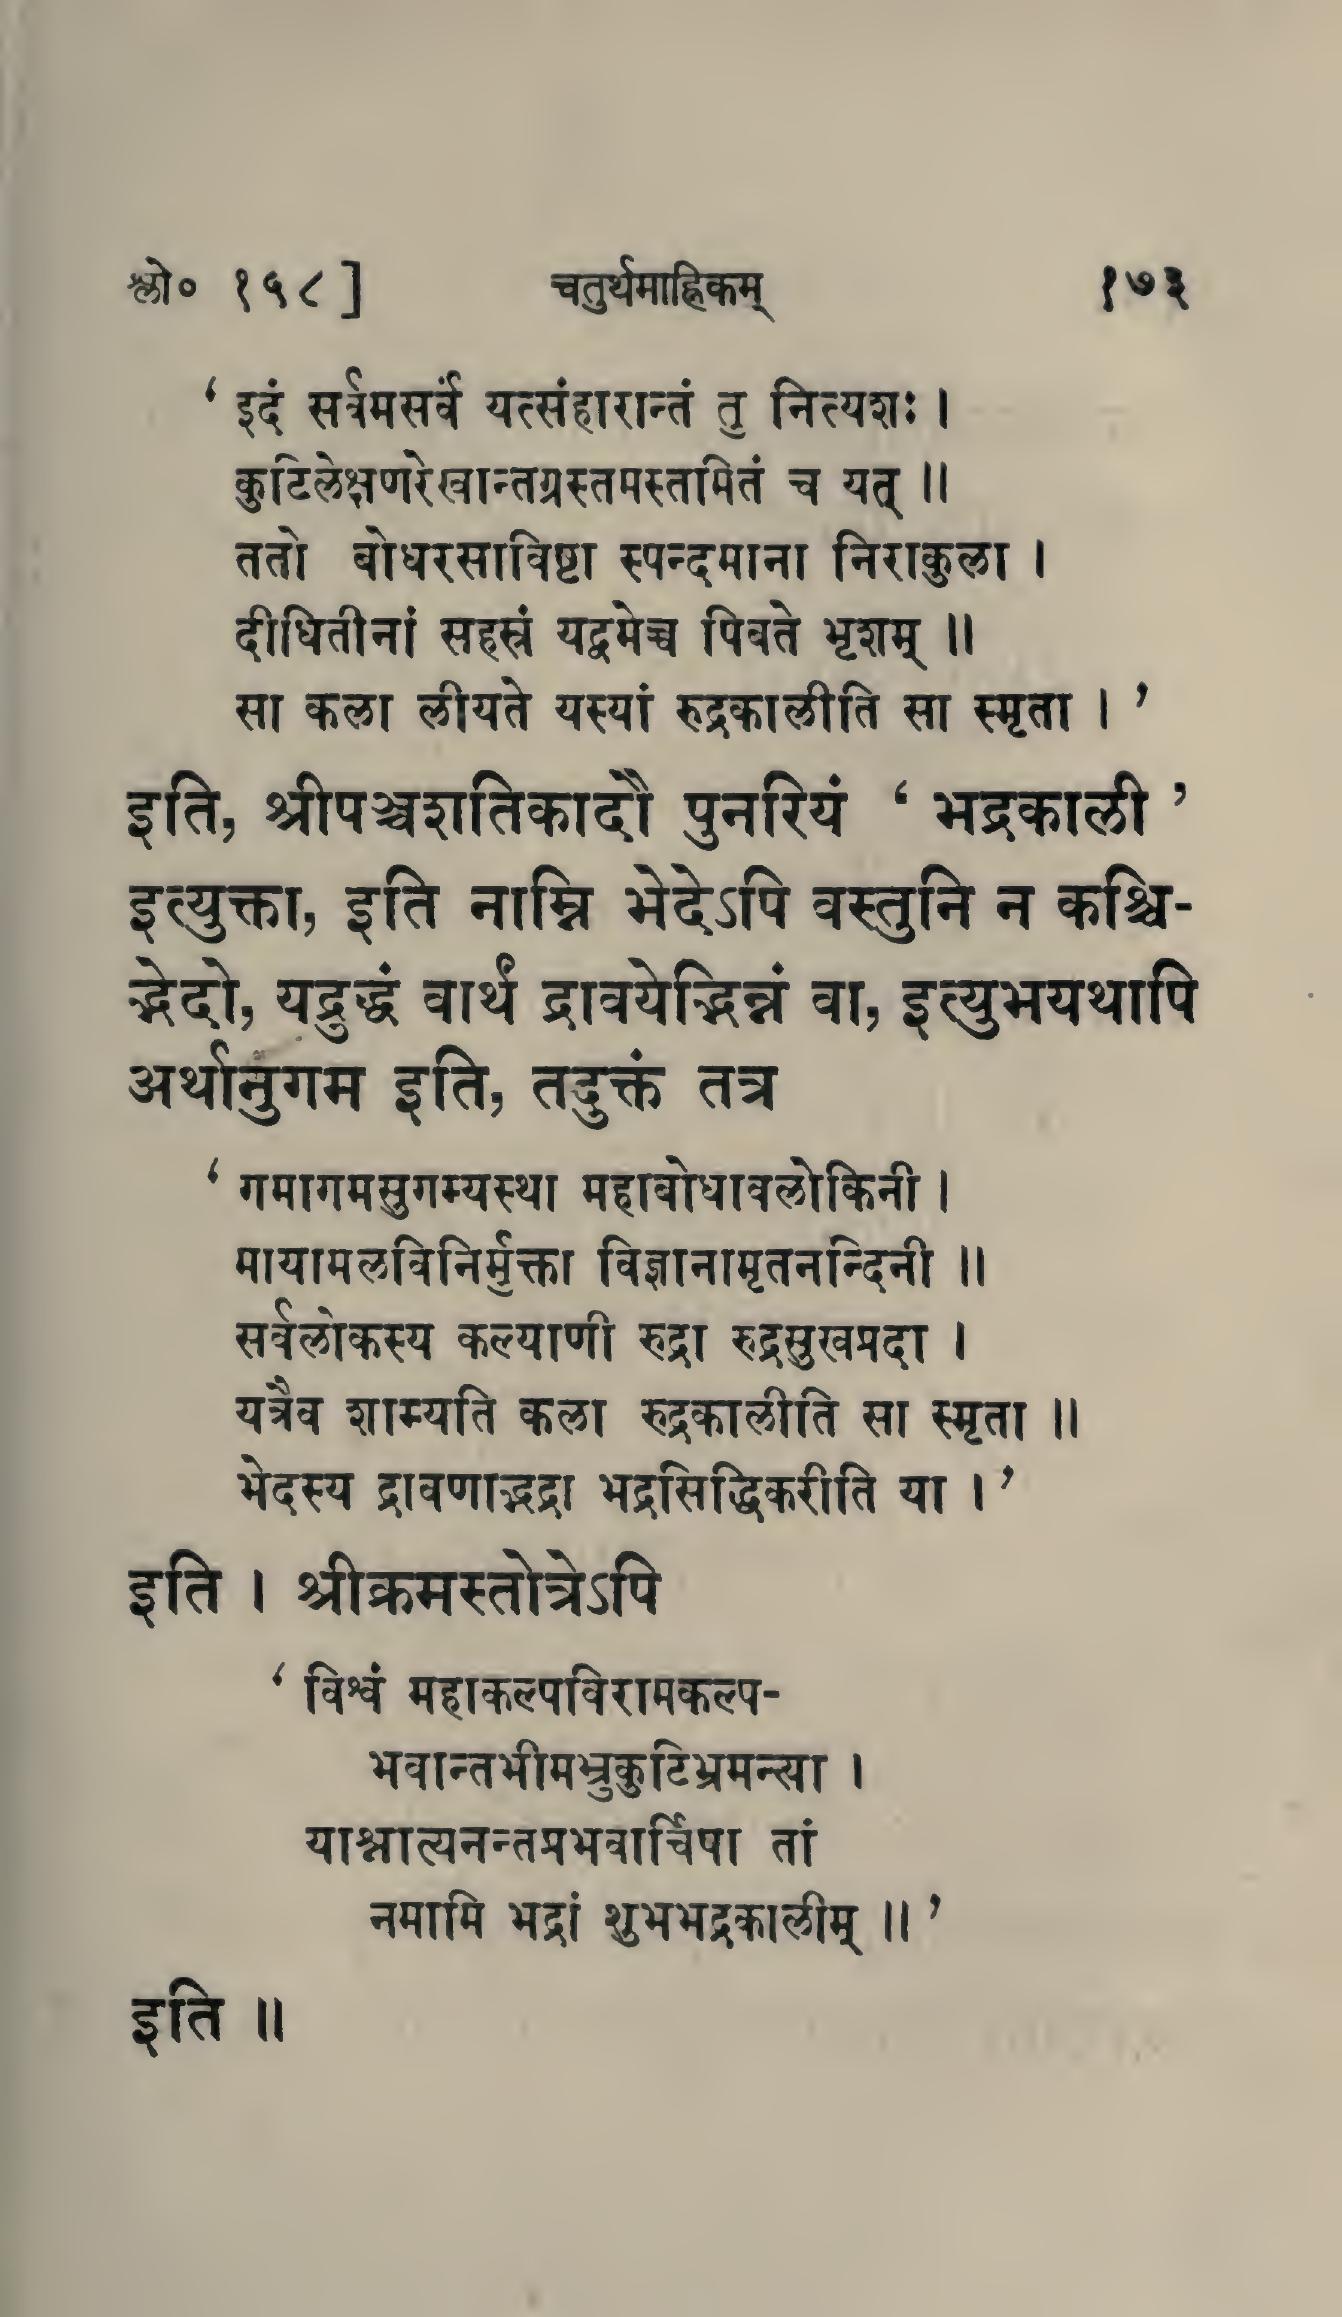 श्लो० १५८] चतुर्थमाह्निकम् १७३
‘ इदं सर्वमसर्वं यत्संहारान्तं तु नित्यशः ।
कुटिलेक्षणरेखान्तग्रस्तमस्तमितं च यत् ॥
ततो बोधरसाविष्टा स्पन्दमाना निराकुला ।
दीधितीनां सहस्रं यद्वमेच्च पिबते भृशम् ॥
सा कला लीयते यस्यां रुद्रकालीति सा स्मृता । ’
इति, श्रीपञ्चशतिकादौ पुनरियं ‘ भद्रकाली ’
इत्युक्ता, इति नाम्नि भेदेऽपि वस्तुनि न कश्चि-
द्भेदो, यद्रुद्धं वार्थं द्रावयेद्भिन्नं वा, इत्युभयथापि
अर्थानुगम इति, तदुक्तं तत्र
‘ गमागमसुगम्यस्था महाबोधावलोकिनी ।
मायामलविनिर्मुक्ता विज्ञानामृतनन्दिनी ॥
सर्वलोकस्य कल्याणी रुद्रा रुद्रसुखप्रदा ।
यत्रैव शाम्यति कला रुद्रकालीति सा स्मृता ॥
भेदस्य द्रावणाद्भद्रा भद्रसिद्धिकरीति या । ’
इति । श्रीक्रमस्तोत्रेऽपि
‘ विश्वं महाकल्पविरामकल्प-
भवान्तभीमभ्रुकुटिभ्रमन्त्या ।
याश्नात्यनन्तप्रभवार्चिषा तां
नमामि भद्रां शुभभद्रकालीम् ॥ ’
इति ॥